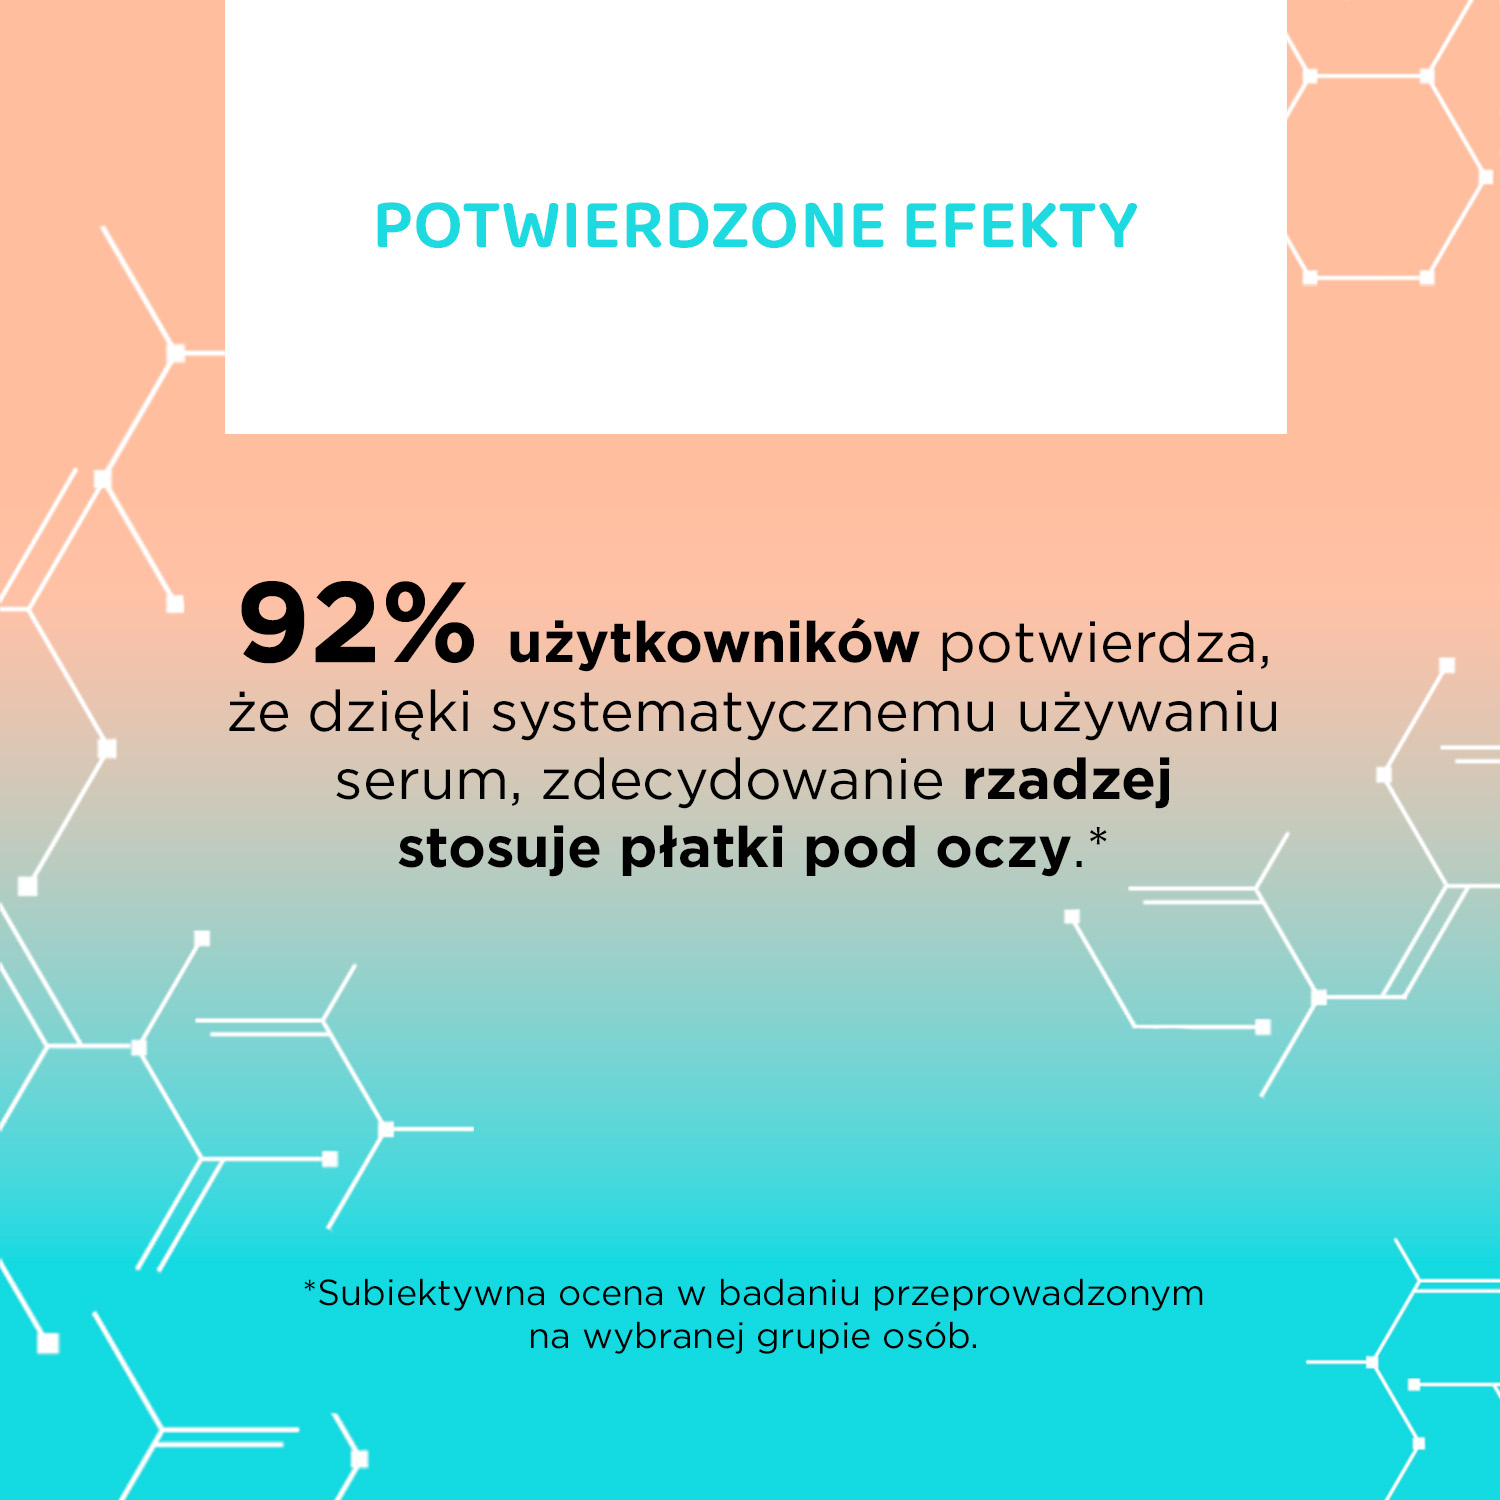 POTWIERDZONE EFEKTY
92% użytkowników potwierdza,
że dzięki systematycznemu używaniu
serum, zdecydowanie rzadzej
stosuje płatki pod oczy.*
*Subiektywna ocena w badaniu przeprowadzonym
na wybranej grupie osób.